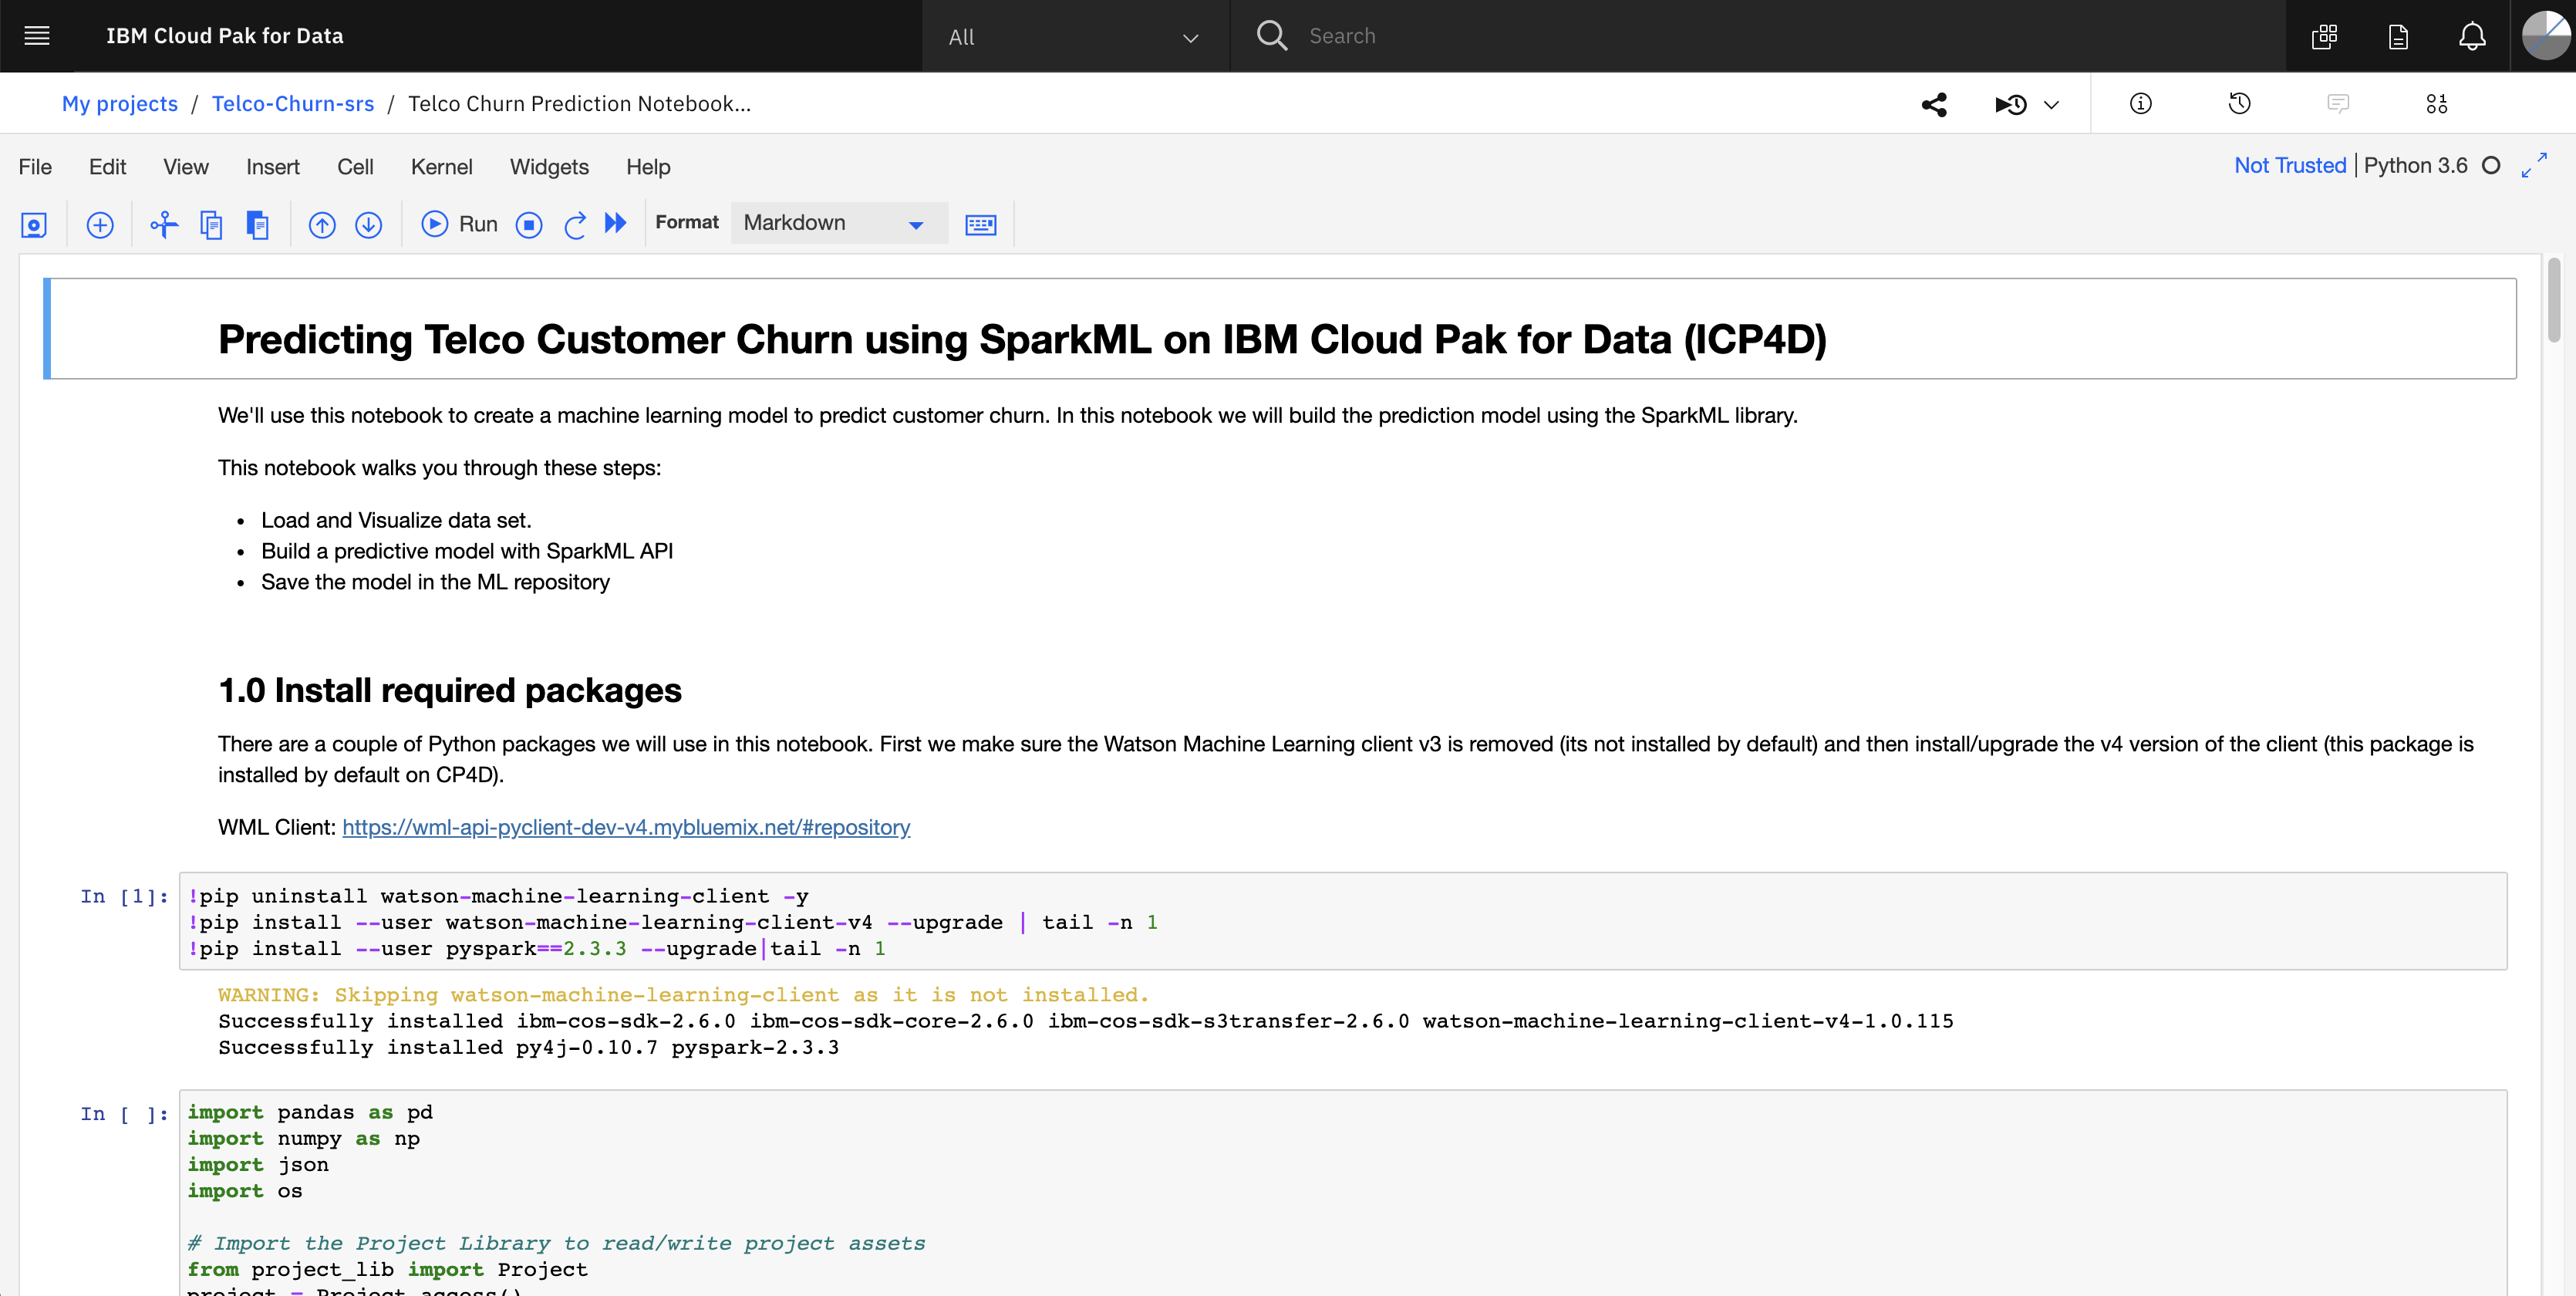 IBM Cloud Pak for Data
All
Search
My projects / Telco-Churn-srs / Telco Churn Prediction Notebook...
File Edit View Insert Cell Kernel Widgets Help
Not Trusted | Python 3.6
Run
Format
Markdown
Predicting Telco Customer Churn using SparkML on IBM Cloud Pak for Data (ICP4D)
We'll use this notebook to create a machine learning model to predict customer churn. In this notebook we will build the prediction model using the SparkML library.
This notebook walks you through these steps:
• Load and Visualize data set.
• Build a predictive model with SparkML API
• Save the model in the ML repository
1.0 Install required packages
There are a couple of Python packages we will use in this notebook. First we make sure the Watson Machine Learning client v3 is removed (its not installed by default) and then install/upgrade the v4 version of the client (this package is
installed by default on CP4D).
WML Client: https://wml-api-pyclient-dev-v4.mybluemix.net/#repository
In [1]: !pip uninstall watson-machine-learning-client -y
!pip install --user watson-machine-learning-client-v4 --upgrade | tail -n 1
!pip install --user pyspark==2.3.3 --upgrade|tail -n 1
WARNING: Skipping watson-machine-learning-client as it is not installed.
Successfully installed ibm-cos-sdk-2.6.0 ibm-cos-sdk-core-2.6.0 ibm-cos-sdk-s3transfer-2.6.0 watson-machine-learning-client-v4-1.0.115
Successfully installed py4j-0.10.7 pyspark-2.3.3
In [ ]: import pandas as pd
import numpy as np
import json
import os
# Import the Project Library to read/write project assets
from project_lib import Project
project = Project.access()